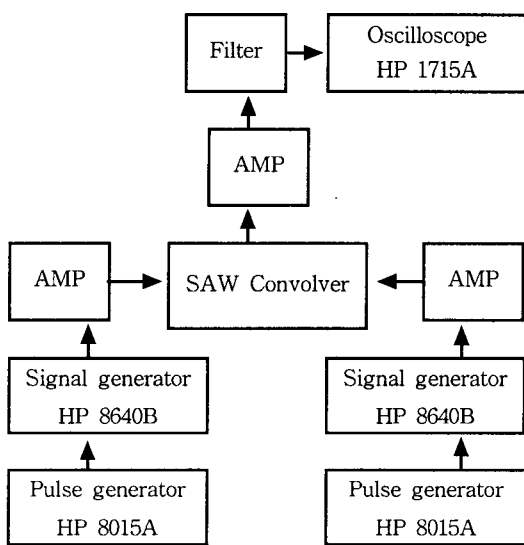 Filter
Oscilloscope
HP 1715A
AMP
AMP
SAW Convolver
AMP
Signal generator
HP 8640B
Signal generator
HP 8640B
Pulse generator
HP 8015A
Pulse generator
HP 8015A